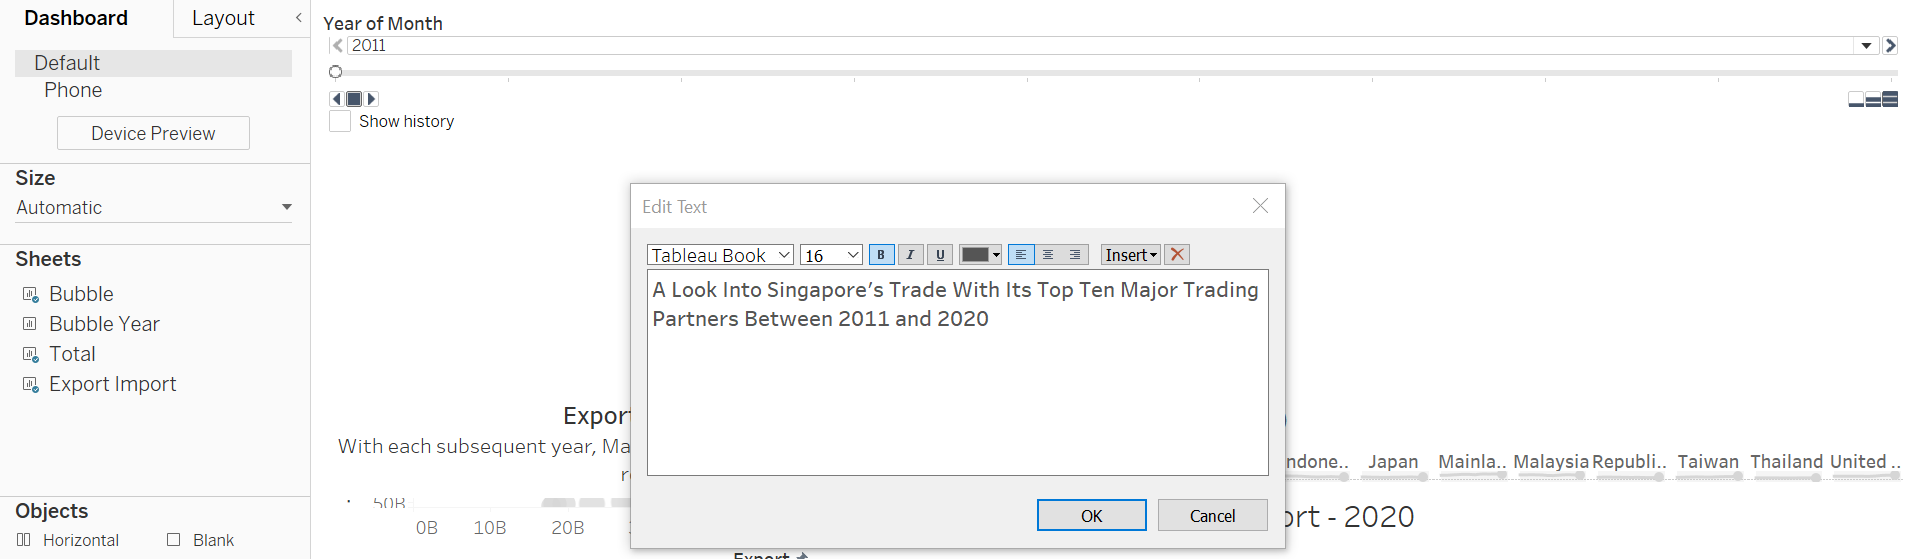 Dashboard
Layout
Default
Phone
Device Preview
Size
Automatic
Sheets
Bubble
Bubble Year
Total
Export Import
Objects
Horizontal Blank
Year of Month
2011
Show history
Edit Text
Tableau Book 16 B I U Insert
A Look Into Singapore's Trade With Its Top Ten Major Trading
Partners Between 2011 and 2020
OK Cancel
Export
With each subsequent year, Ma
50B
0B 10B 20B
ndone.. Japan Mainla.. Malaysia Republi.. Taiwan Thailand United ..
ort - 2020
Export